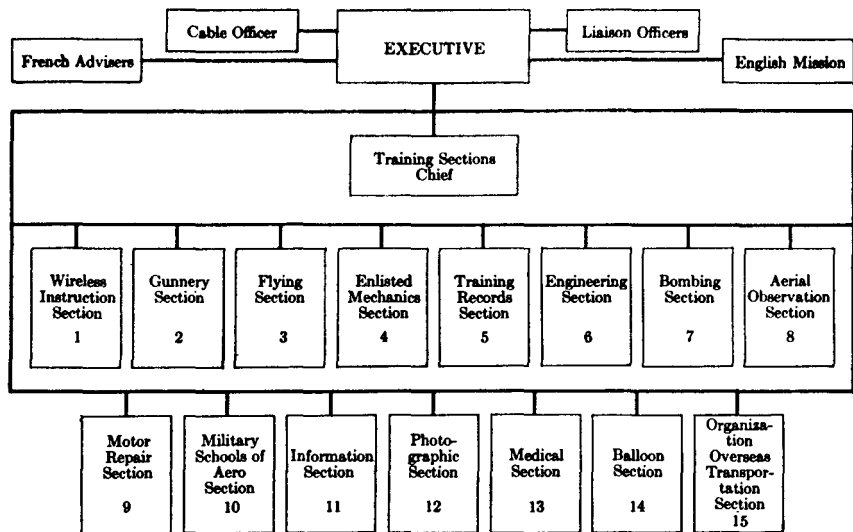 Cable Officer
EXECUTIVE
Liaison Officers
French Advisers
English Mission
Training Sections
Chief
Wireless
Instruction
Section
1
Gunnery
Section
2
Flying
Section
3
Enlisted
Mechanics
Section
4
Training
Records
Section
5
Engineering
Section
6
Bombing
Section
7
Aerial
Observation
Section
8
Motor
Repair
Section
9
Military
Schools of
Aero
Section
10
Information
Section
11
Photo-
graphic
Section
12
Medical
Section
13
Balloon
Section
14
Organiza-
tion
Overseas
Transpor-
tation
Section
15